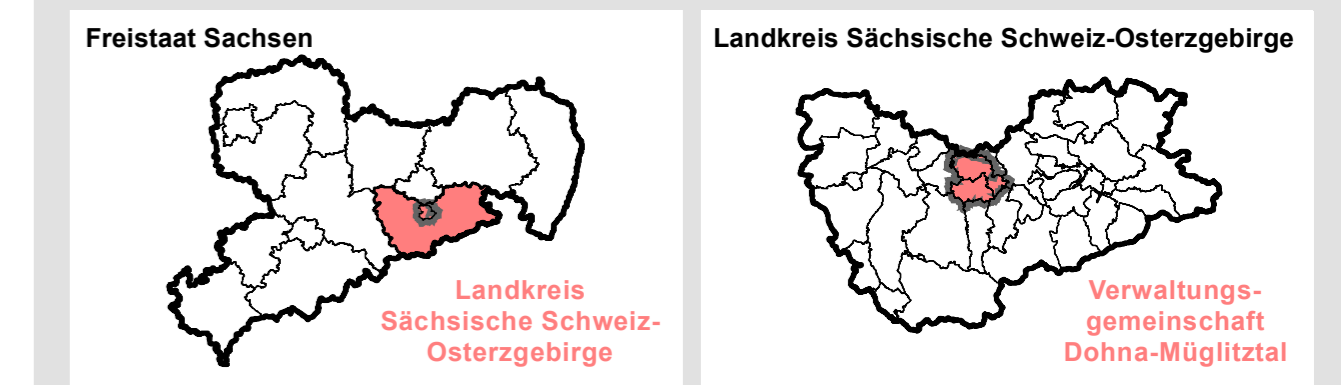 Freistaat Sachsen
Landkreis
Sächsische Schweiz-
Osterzgebirge
Landkreis Sächsische Schweiz-Osterzgebirge
Verwaltungs-
gemeinschaft
Dohna-Müglitztal